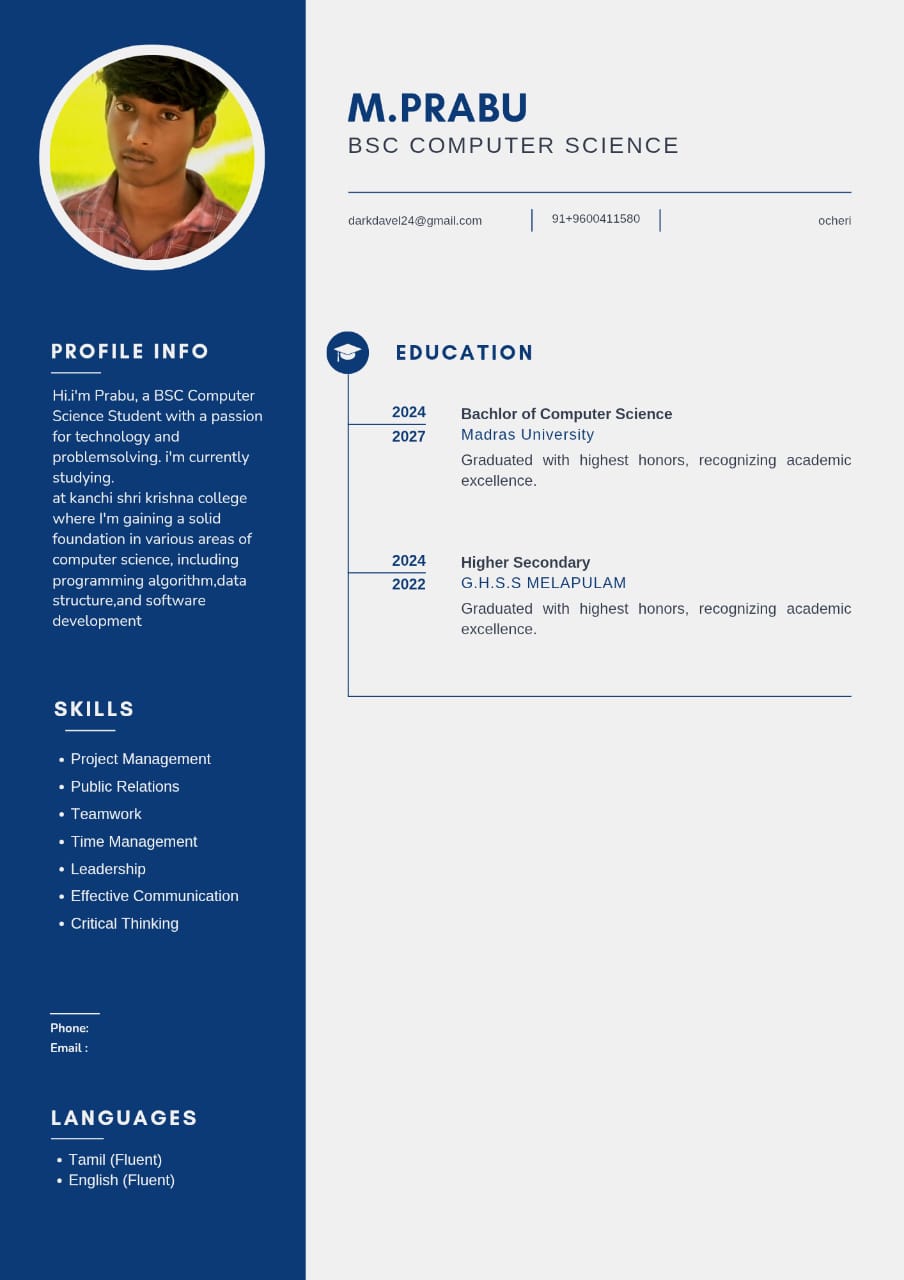 M.PRABU
BSC COMPUTER SCIENCE
darkdavel24@gmail.com
91+9600411580
ocheri
PROFILE INFO
Hi.i'm Prabu, a BSC Computer
Science Student with a passion
for technology and
problemsolving. i'm currently
studying.
at kanchi shri krishna college
where I'm gaining a solid
foundation in various areas of
computer science, including
programming algorithm,data
structure,and software
development
SKILLS
• Project Management
• Public Relations
• Teamwork
• Time Management
• Leadership
• Effective Communication
• Critical Thinking
Phone:
Email :
LANGUAGES
• Tamil (Fluent)
• English (Fluent)
EDUCATION
2024
2027
Bachlor of Computer Science
Madras University
Graduated with highest honors, recognizing academic
excellence.
2024
2022
Higher Secondary
G.H.S.S MELAPULAM
Graduated with highest honors, recognizing academic
excellence.